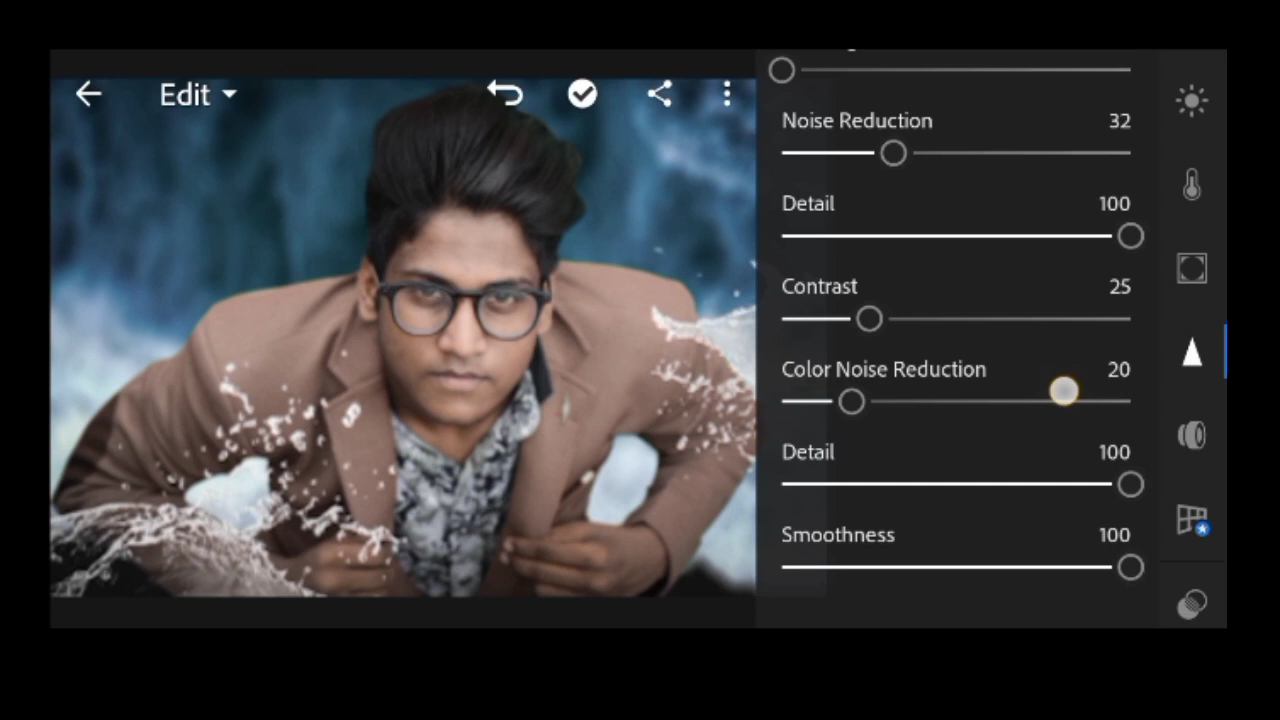 Edit
Noise Reduction 32
Detail 100
Contrast 25
Color Noise Reduction 20
Detail 100
Smoothness 100